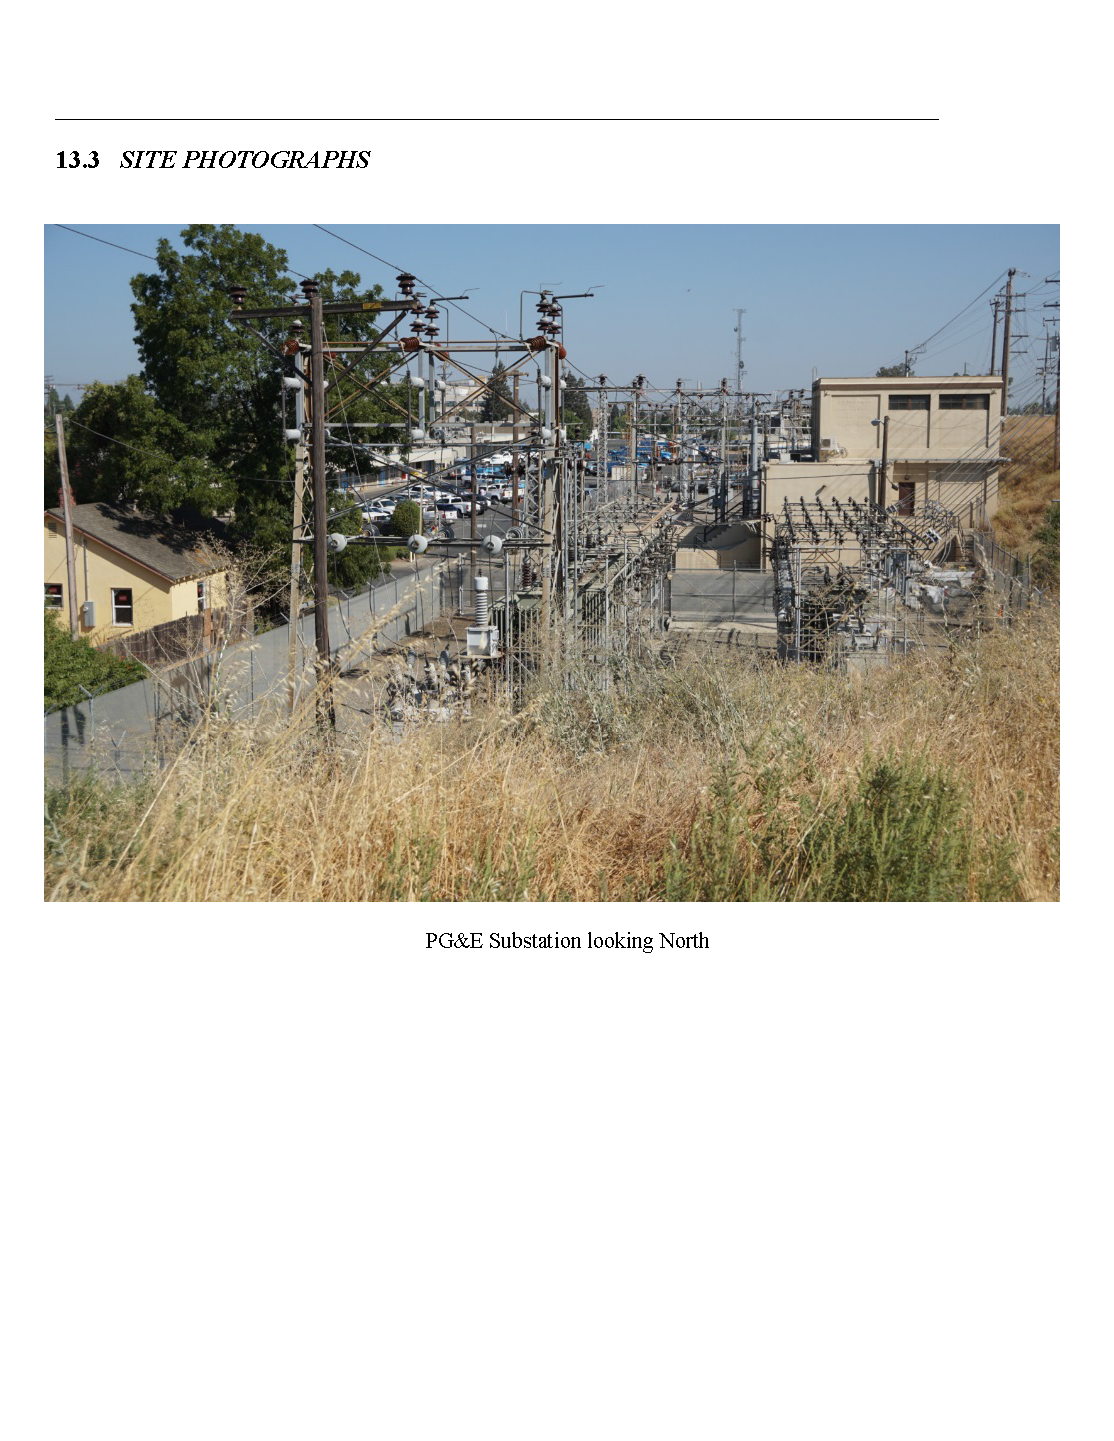 13.3 SITE PHOTOGRAPHS
PG&E Substation looking North